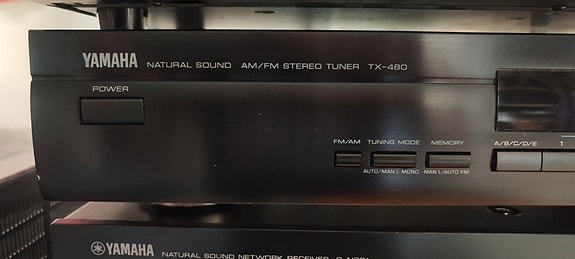 YAMAHA NATURAL SOUND AM/FM STEREO TUNER TX-480
POWER
FM/AM TUNING MODE MEMORY A/B/C/D/E 1
AUTO/MAN'L MONO MAN'L/AUTO FM
YAMAHA NATURAL SOUND NETWORK RECEIVER